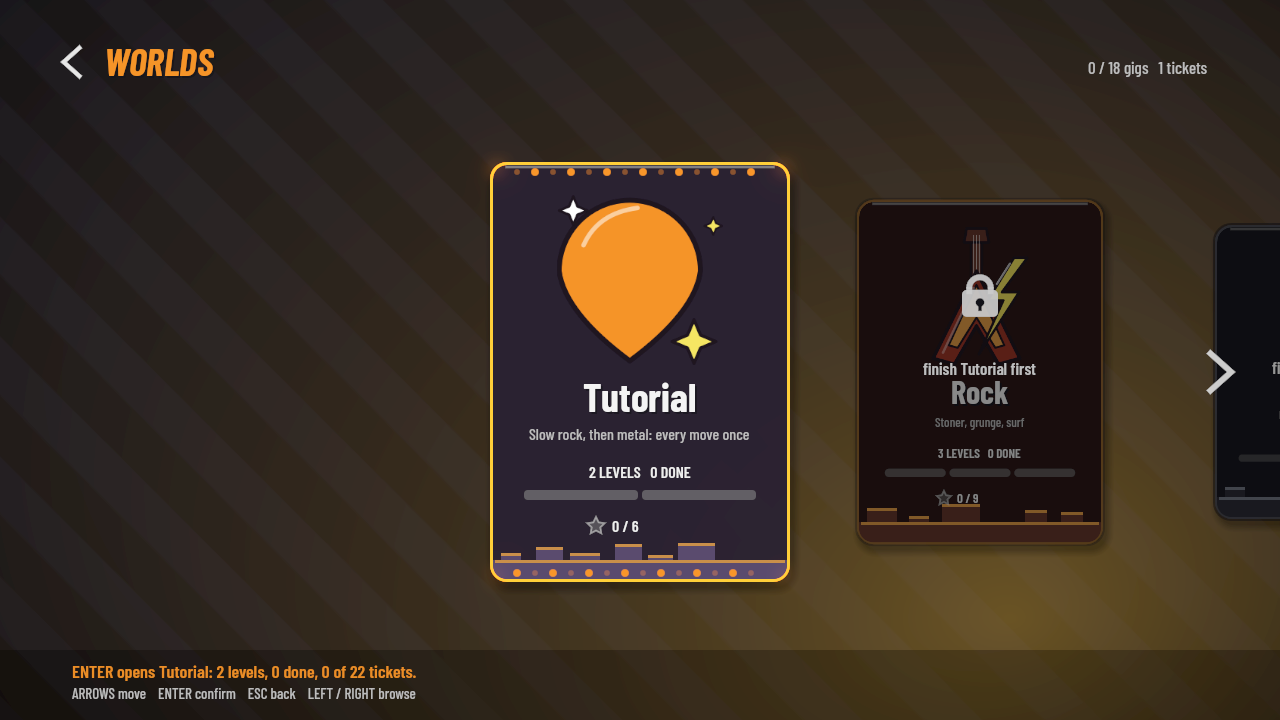 WORLDS
0 / 18 gigs 1 tickets
Tutorial
Slow rock, then metal: every move once
2 LEVELS 0 DONE
0 / 6
finish Tutorial first
Rock
Stoner, grunge, surf
3 LEVELS 0 DONE
0 / 9
fi
ENTER opens Tutorial: 2 levels, 0 done, 0 of 22 tickets.
ARROWS move ENTER confirm ESC back LEFT / RIGHT browse